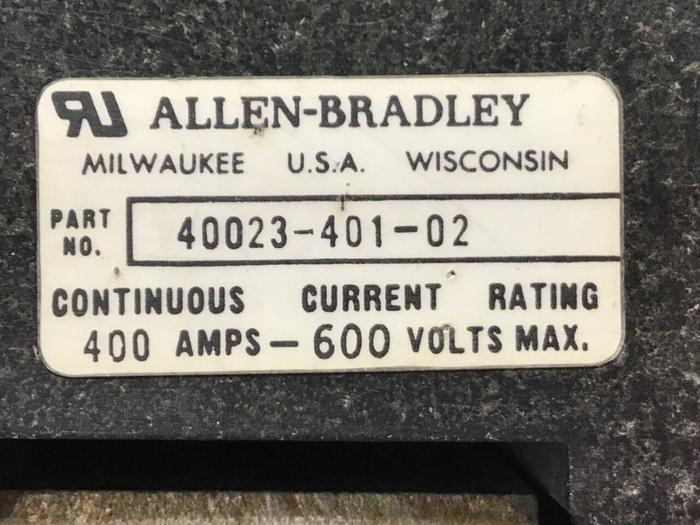 ALLEN-BRADLEY
MILWAUKEE U.S.A. WISCONSIN
PART NO. 40023-401-02
CONTINUOUS CURRENT RATING
400 AMPS — 600 VOLTS MAX.